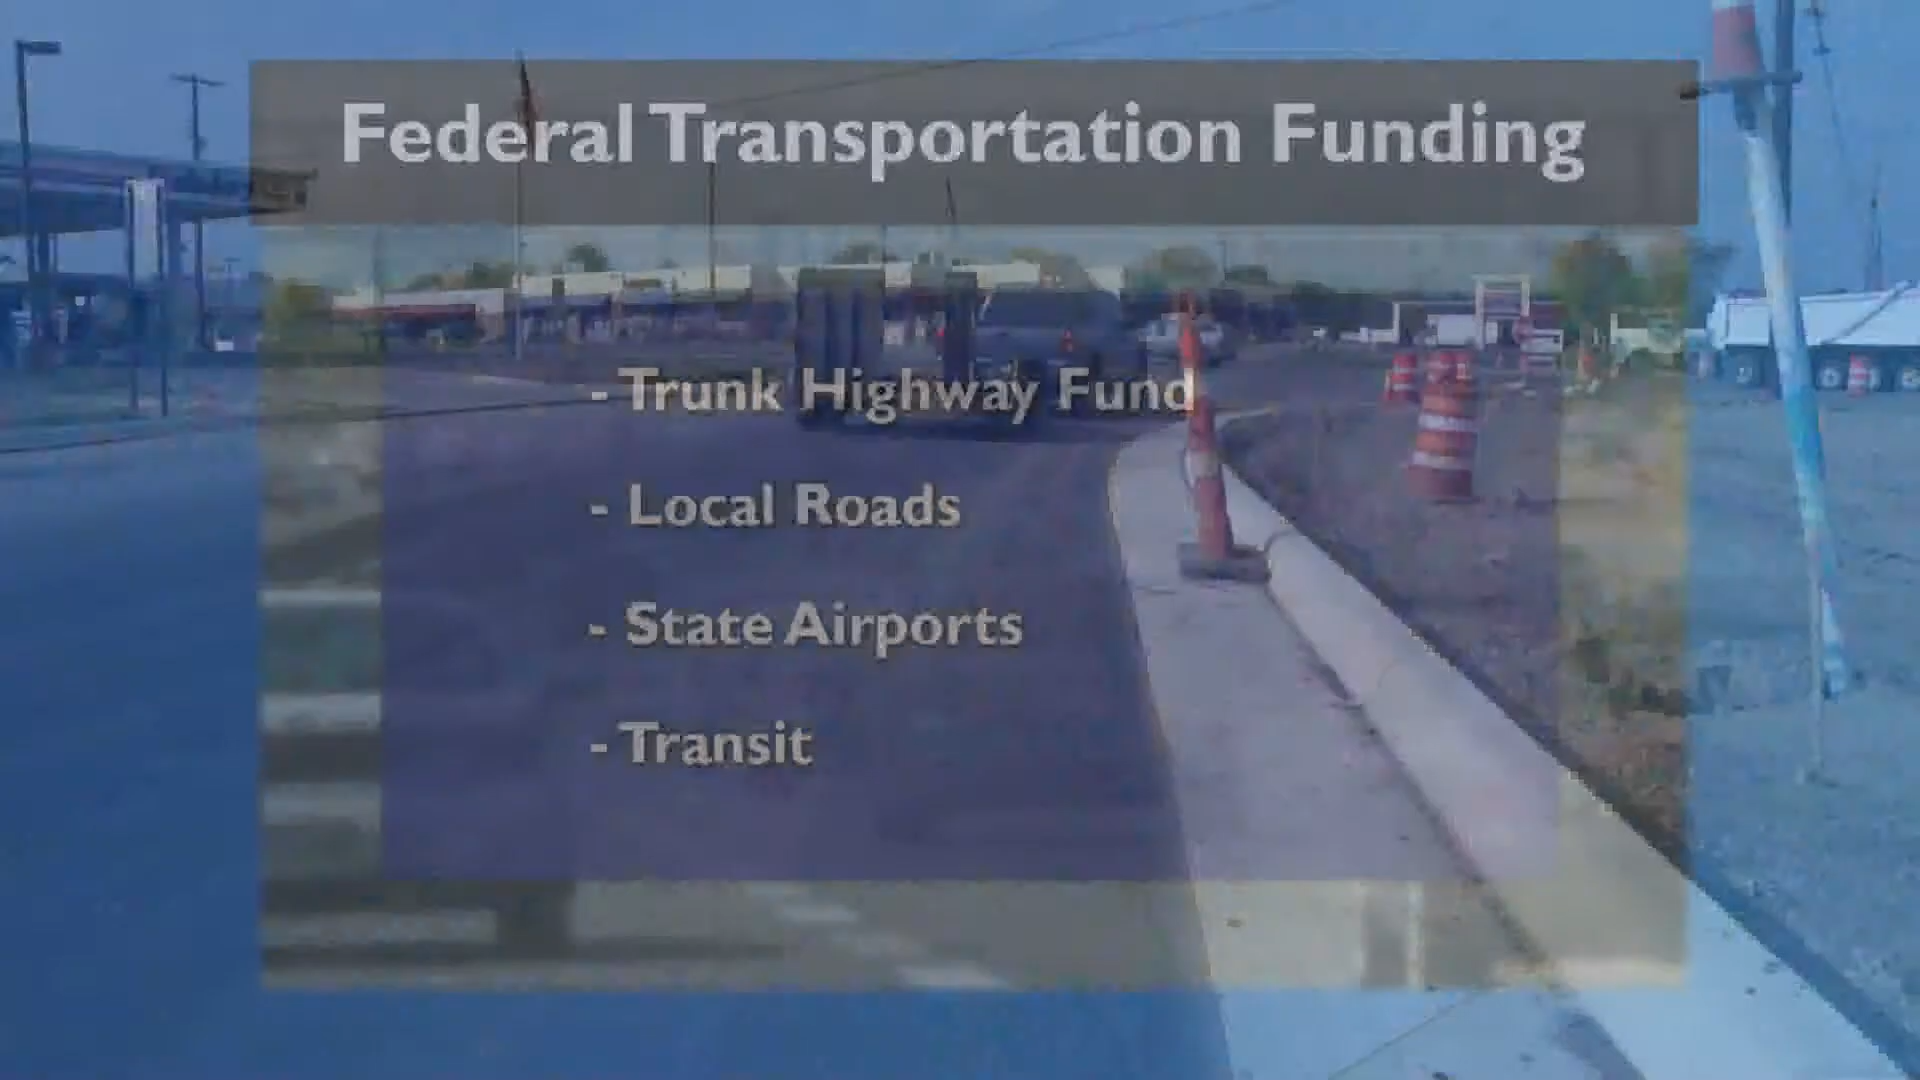 Federal Transportation Funding
- Trunk Highway Fund
- Local Roads
- State Airports
- Transit